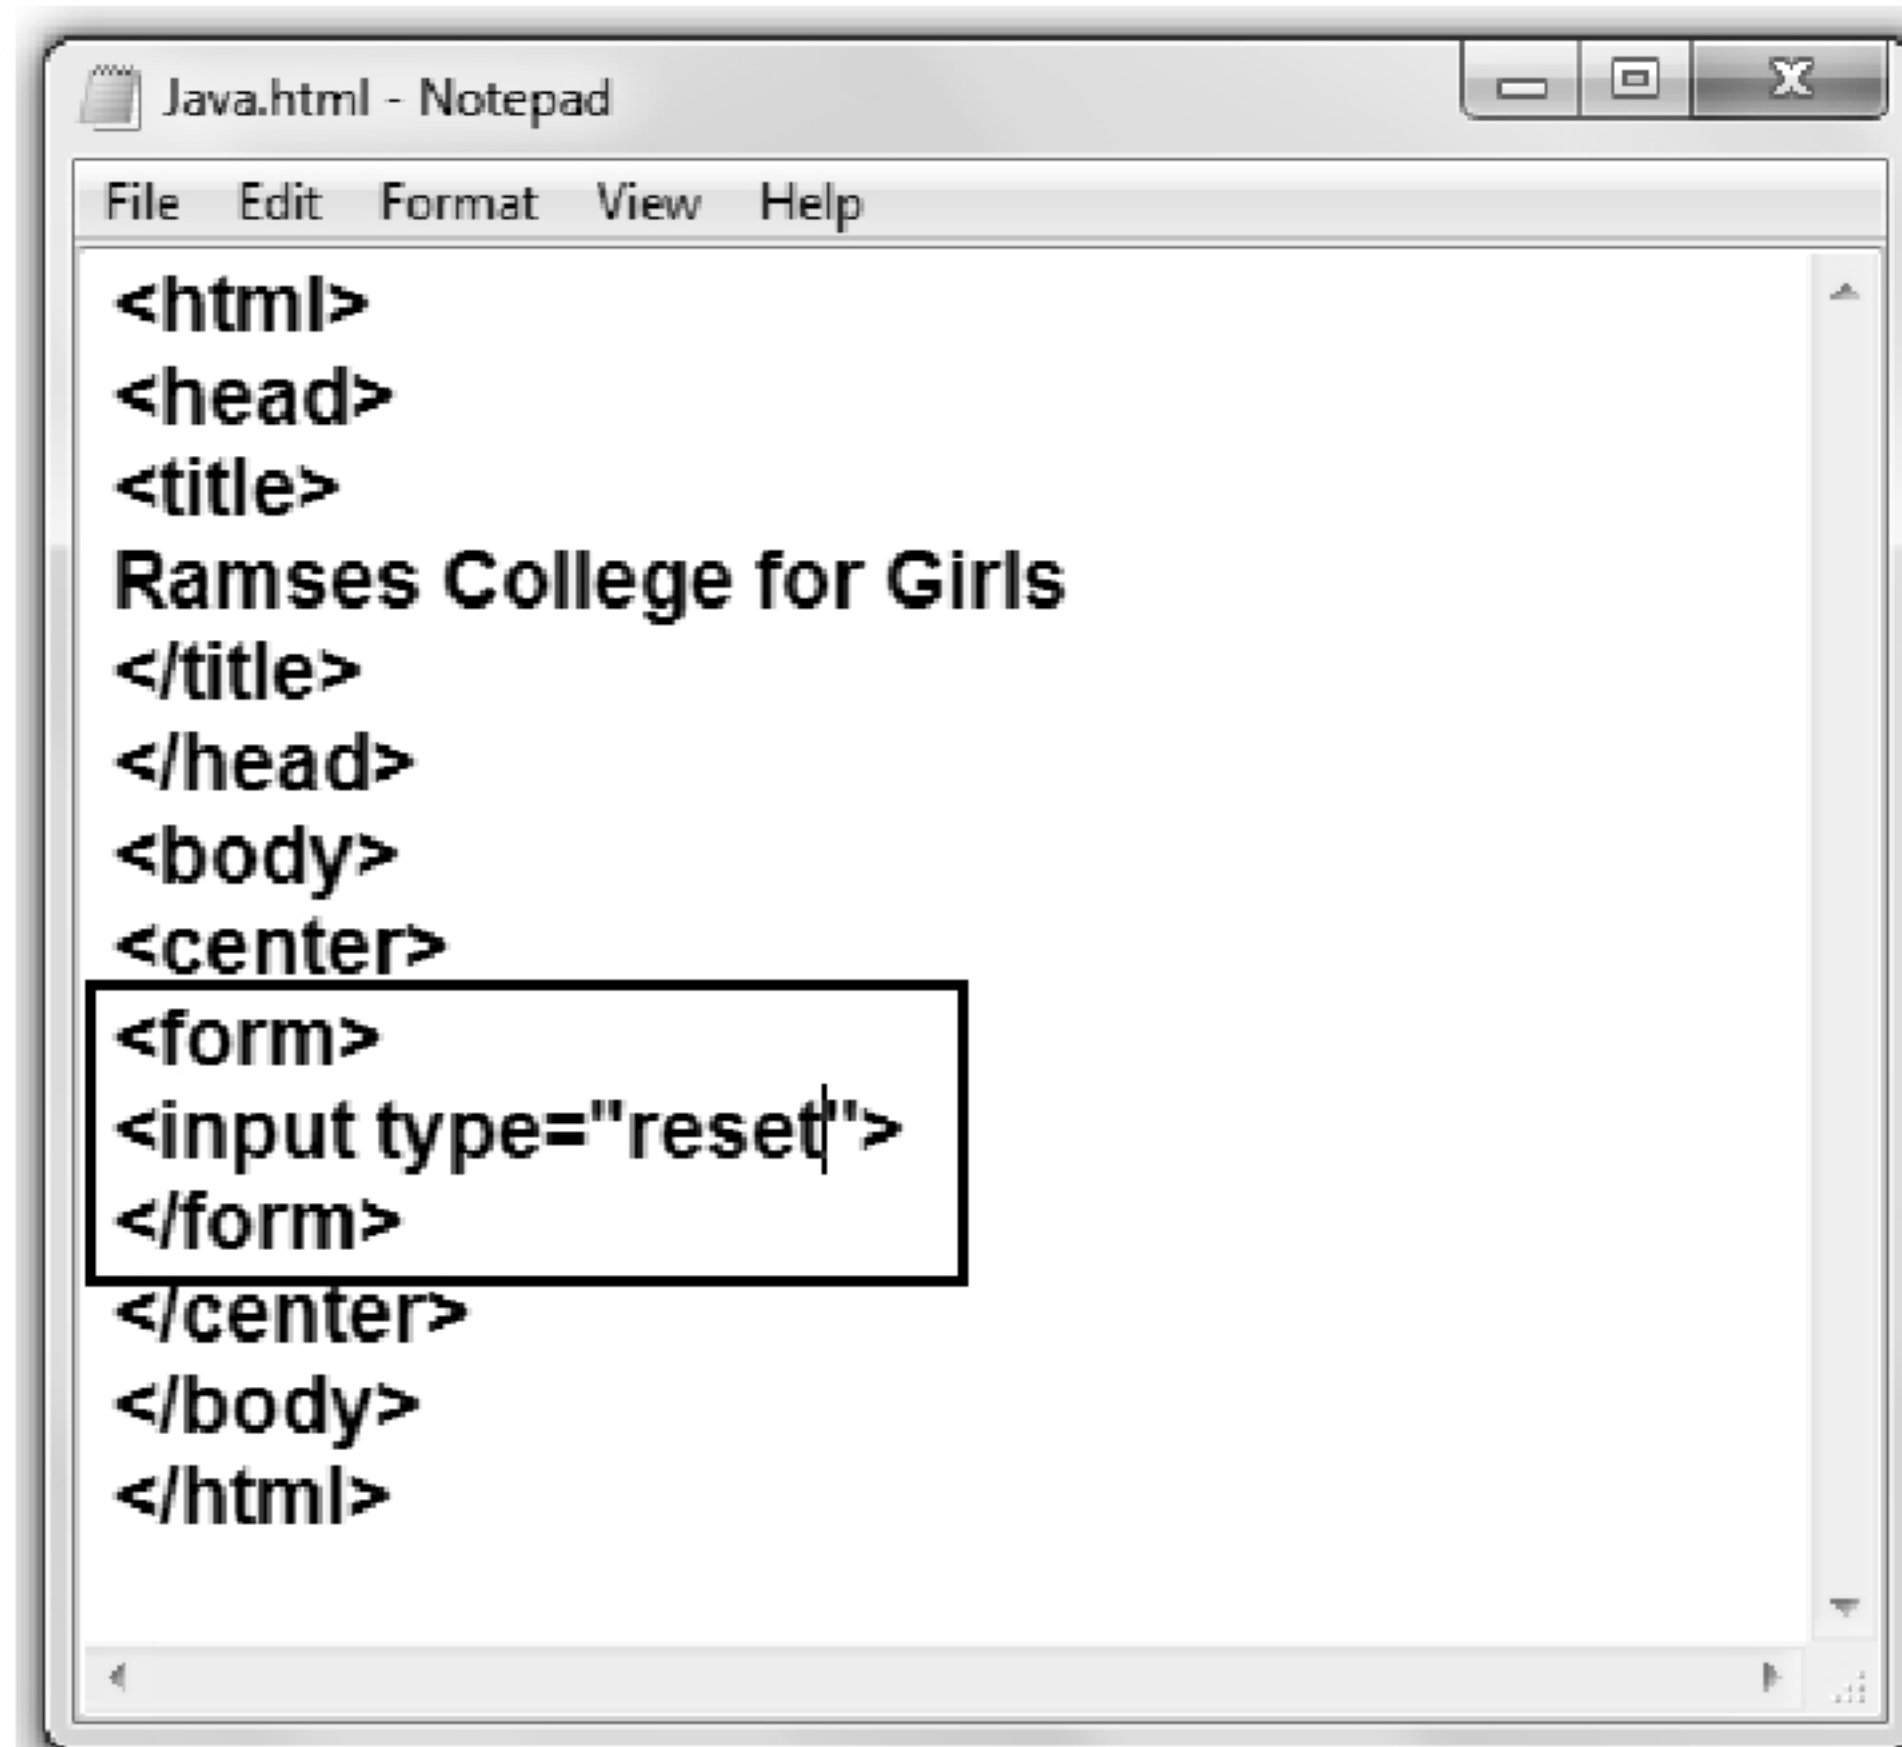 Java.html - Notepad
File Edit Format View Help
<html>
<head>
<title>
Ramses College for Girls
</title>
</head>
<body>
<center>
<form>
<input type="reset">
</form>
</center>
</body>
</html>